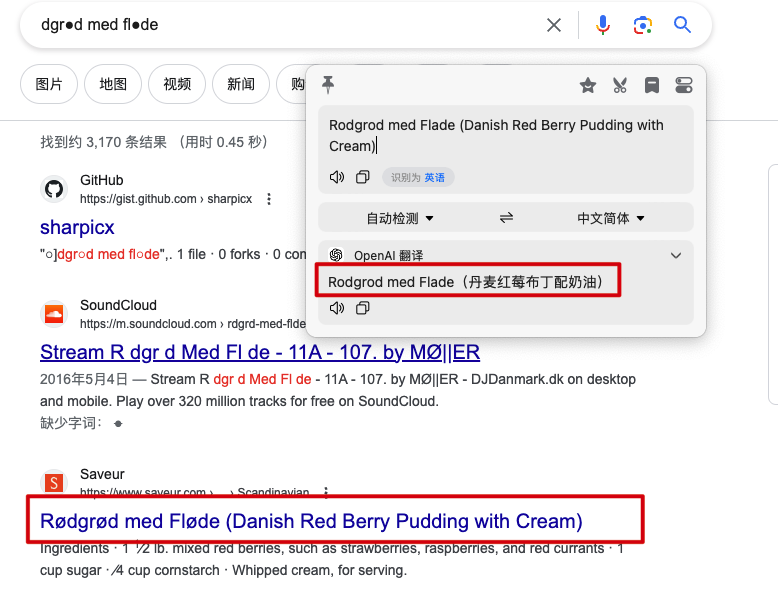 dgr●d med fl●de
图片
地图
视频
新闻
购
找到约 3,170 条结果 （用时 0.45 秒）
GitHub
https://gist.github.com › sharpicx
sharpicx
"○]dgr○d med fl○de",. 1 file · 0 forks · 0 com
SoundCloud
https://m.soundcloud.com › rdgrd-med-flde
Stream R dgr d Med Fl de - 11A - 107. by MØ||ER
2016年5月4日 — Stream R dgr d Med Fl de - 11A - 107. by MØ||ER - DJDanmark.dk on desktop
and mobile. Play over 320 million tracks for free on SoundCloud.
缺少字词：
Saveur
https://www.saveur.com › ... › Scandinavian
Rødgrød med Fløde (Danish Red Berry Pudding with Cream)
Ingredients · 1 ½ lb. mixed red berries, such as strawberries, raspberries, and red currants · 1
cup sugar · ⁄4 cup cornstarch · Whipped cream, for serving.
Rodgrod med Flade (Danish Red Berry Pudding with
Cream)
识别为 英语
自动检测
中文简体
OpenAI 翻译
Rodgrod med Flade（丹麦红莓布丁配奶油）